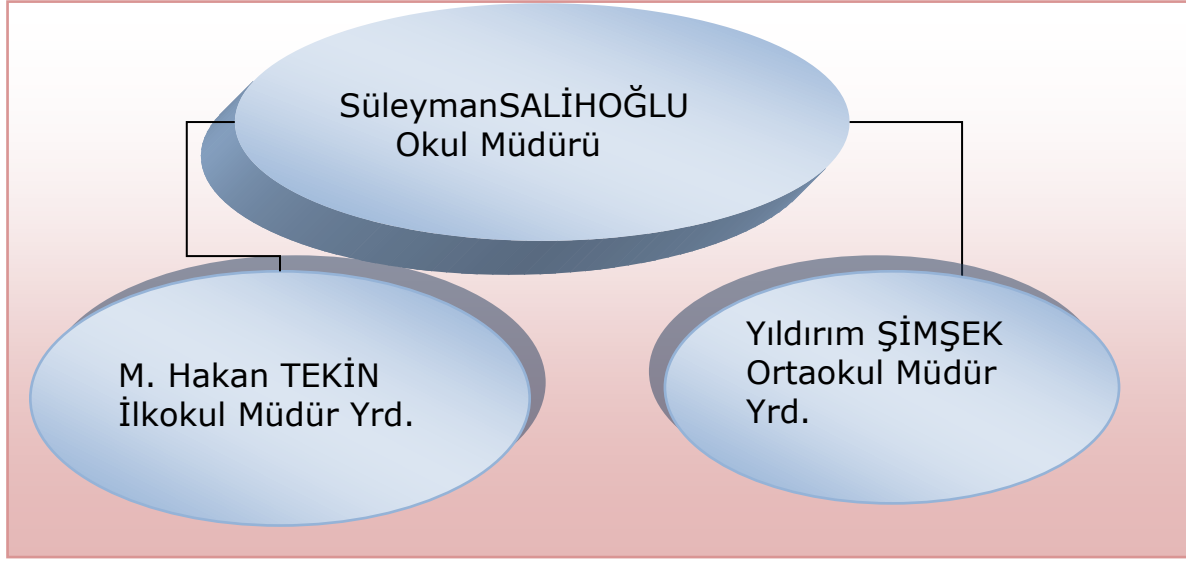 SüleymanSALİHOĞLU
Okul Müdürü
M. Hakan TEKİN
İlkokul Müdür Yrd.
Yıldırım ŞİMŞEK
Ortaokul Müdür
Yrd.